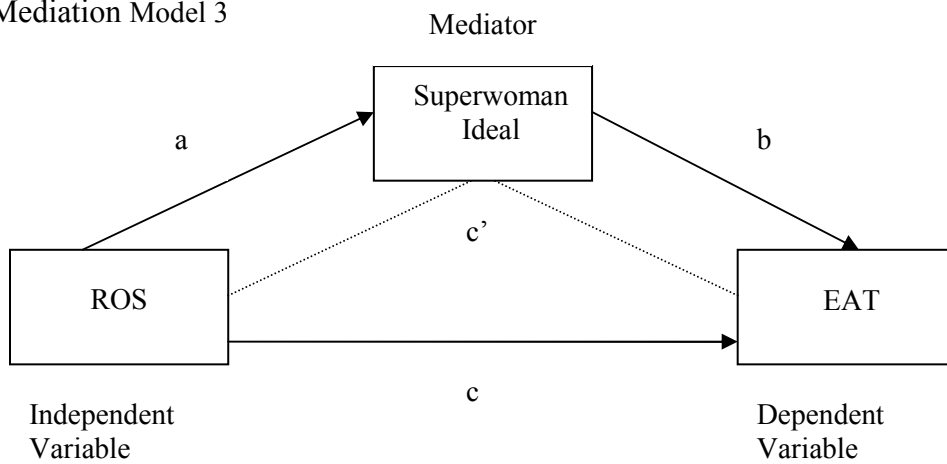 Mediation Model 3
Mediator
Superwoman
Ideal
a
b
c’
ROS
EAT
c
Independent
Variable
Dependent
Variable